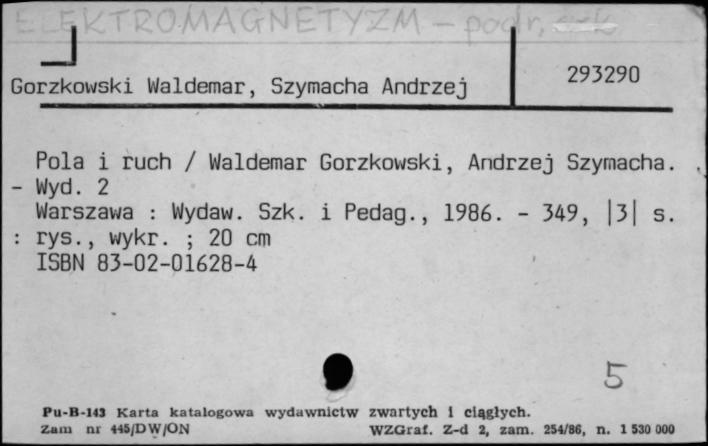 ELEKTROMAGNETYZM - podr. szk
Gorzkowski Waldemar, Szymacha Andrzej
293290
Pola i ruch / Waldemar Gorzkowski, Andrzej Szymacha.
- Wyd. 2
Warszawa : Wydaw. Szk. i Pedag., 1986. - 349, |3| s.
: rys., wykr. ; 20 cm
ISBN 83-02-01628-4
5
Pu-B-143 Karta katalogowa wydawnictw zwartych i ciągłych.
Zam nr 445/DW/ON WZGraf. Z-d 2, zam. 254/86, n. 1 530 000